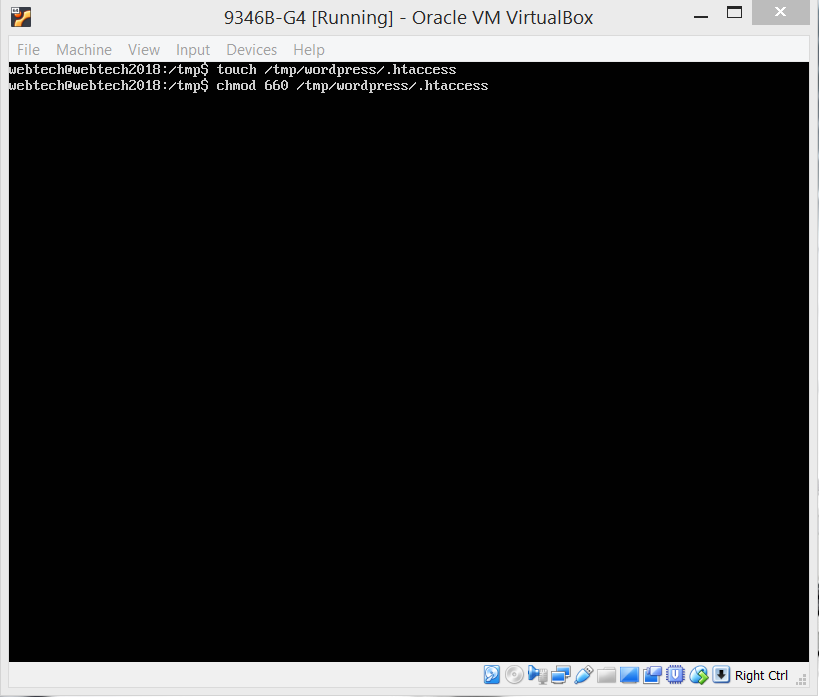 9346B-G4 [Running] - Oracle VM VirtualBox
File Machine View Input Devices Help
webtech@webtech2018:/tmp$ touch /tmp/wordpress/.htaccess
webtech@webtech2018:/tmp$ chmod 660 /tmp/wordpress/.htaccess
Right Ctrl